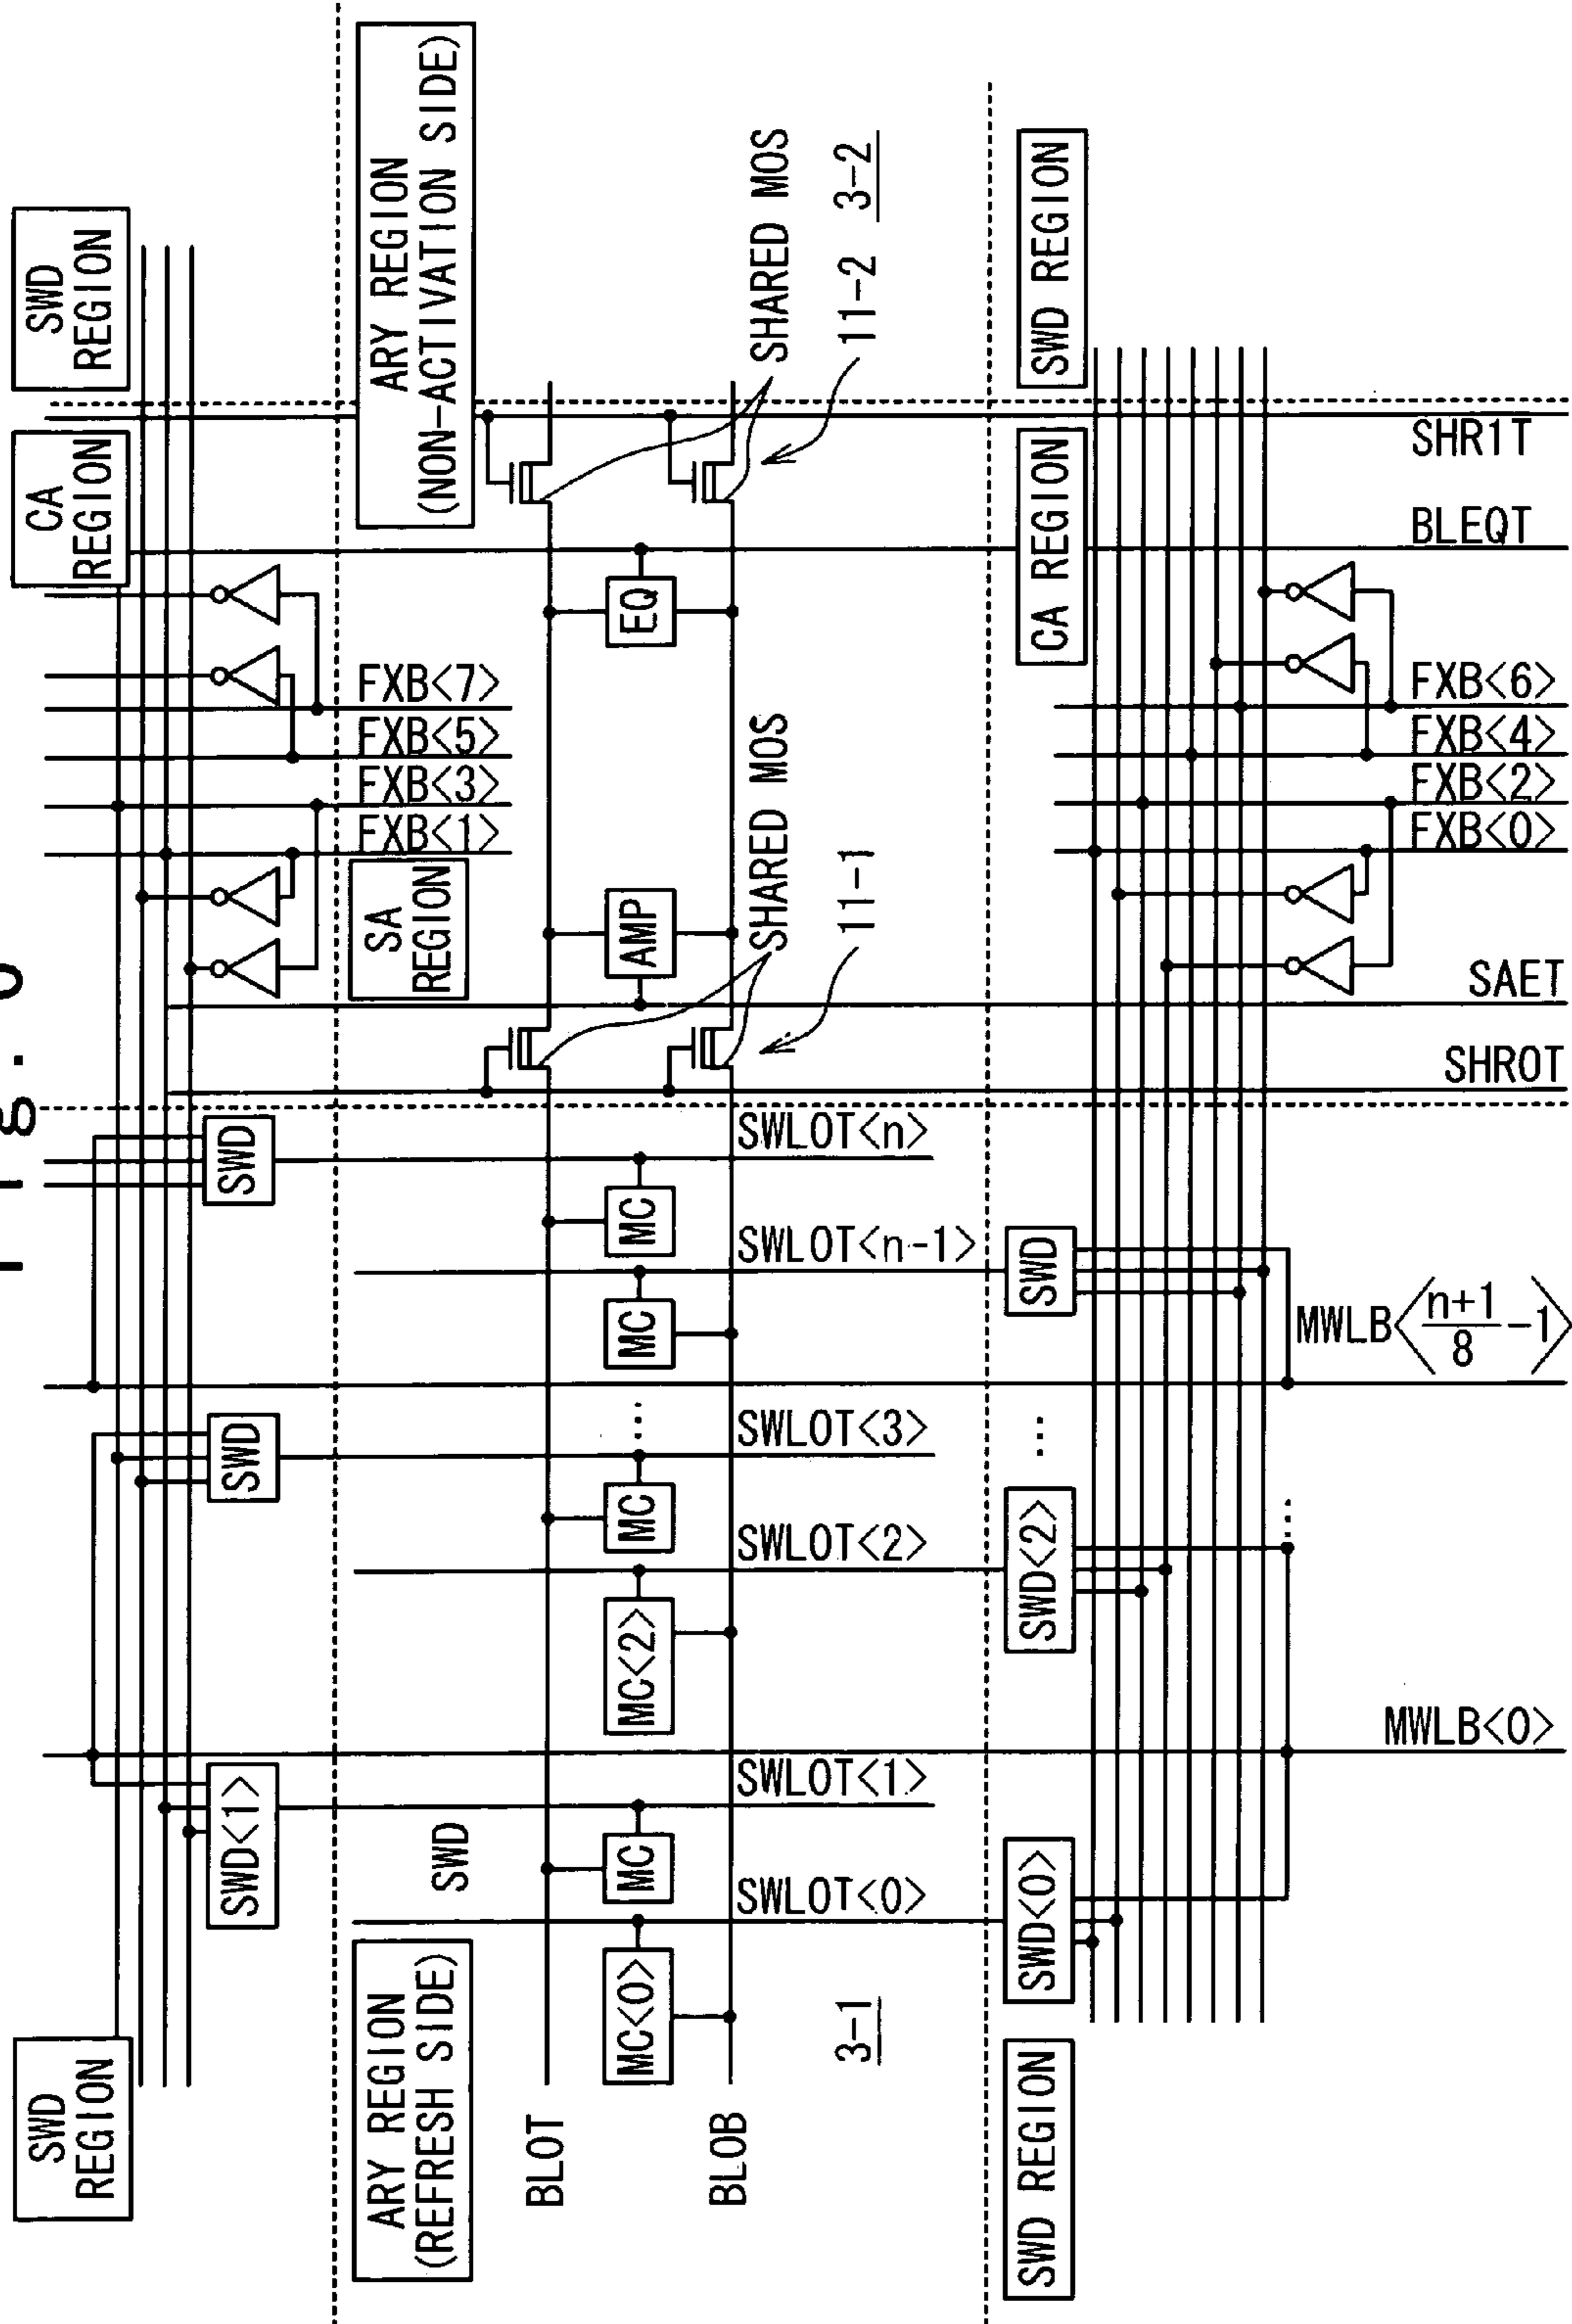 Fig.
SWD
REGION
CA
REGION
SWD
REGION
SWD<1>
SWD
SWD
ARY REGION
(REFRESH SIDE)
SWD
SA
REGION
FXB<1>
FXB<3>
FXB<5>
FXB<7>
ARY REGION
(NON-ACTIVATION SIDE)
BLOT
MC<0>
MC
MC<2>
MC
...
MC
MC
AMP
EQ
BLOB
SWLOT<0>
SWLOT<1>
SWLOT<2>
SWLOT<3>
SWLOT<n-1>
SWLOT<n>
SHARED MOS
SHARED MOS
3-1
11-1
11-2
3-2
SWD REGION
SWD<0>
SWD<2>
...
SWD
CA REGION
SWD REGION
...
MWLB<0>
MWLB<n+1/8-1>
SHROT
SAET
FXB<0>
FXB<2>
FXB<4>
FXB<6>
BLEQT
SHR1T